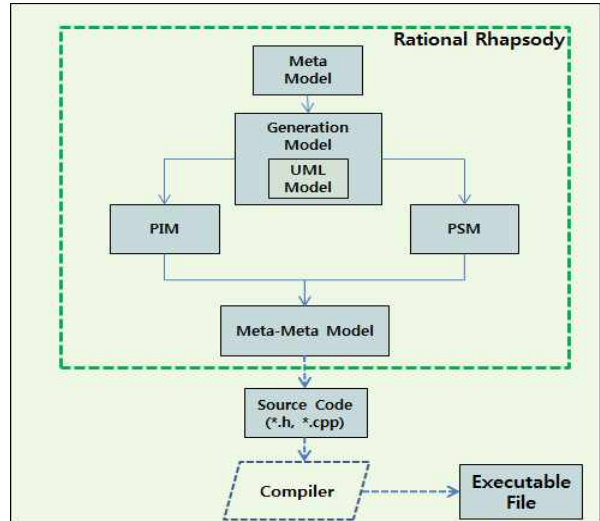 Rational Rhapsody
Meta
Model
Generation
Model
UML
Model
PIM
PSM
Meta-Meta Model
Source Code
(*.h, *.cpp)
Compiler
Executable
File